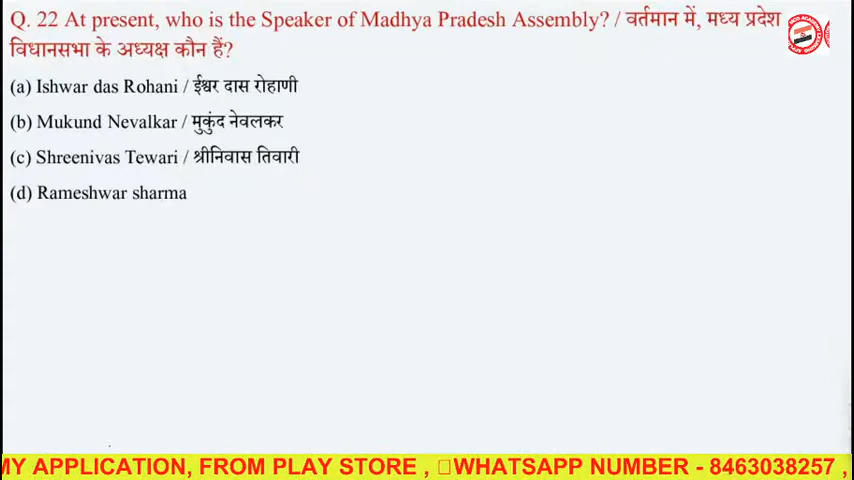 Q. 22 At present, who is the Speaker of Madhya Pradesh Assembly? / वर्तमान में, मध्य प्रदेश
विधानसभा के अध्यक्ष कौन हैं?
(a) Ishwar das Rohani / ईश्वर दास रोहाणी
(b) Mukund Nevalkar / मुकुंद नेवलकर
(c) Shreenivas Tewari / श्रीनिवास तिवारी
(d) Rameshwar sharma
MY APPLICATION, FROM PLAY STORE , WHATSAPP NUMBER - 8463038257 ,